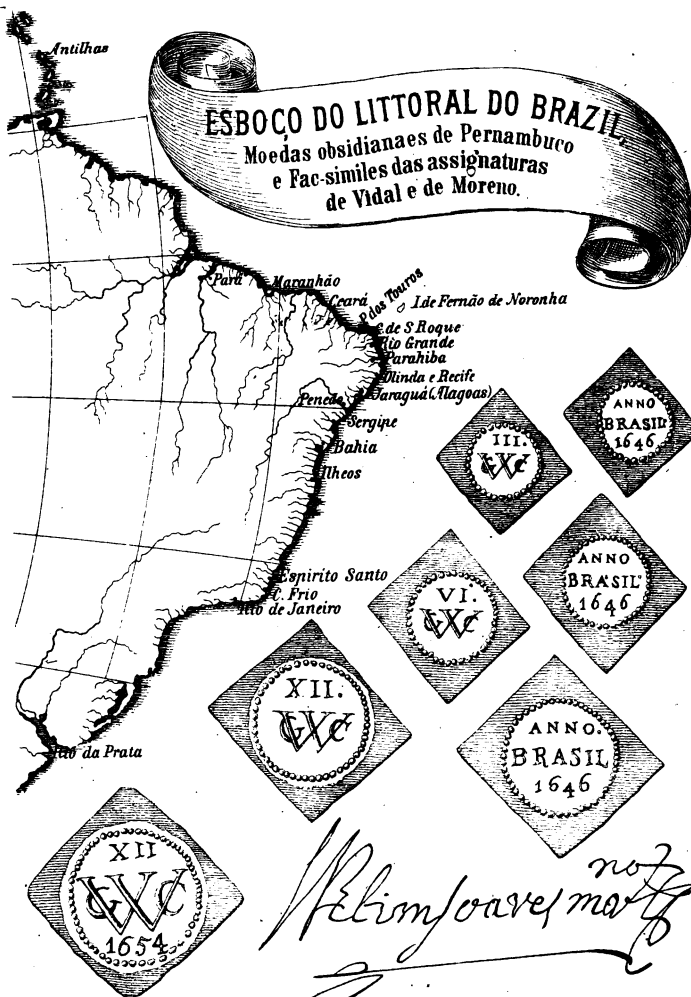 ESBOÇO DO LITTORAL DO BRAZIL,
Moedas obsidianaes de Pernambuco
e Fac-similes das assignaturas
de Vidal e de Moreno.
Antilhas
Pará
Maranhão
Ceará
P. dos Touros
I. de Fernão de Noronha
C. de S Roque
Rio Grande
Parahiba
Olinda e Recife
Jaraguá (Alagoas)
Penedo
Sergipe
Bahia
Ilheos
Espirito Santo
C. Frio
Rio de Janeiro
Rio da Prata
ANNO
BRASIL
1646
III.
GWC
ANNO
BRASIL
1646
VI.
GWC
XII.
GWC
ANNO.
BRASIL
1646
XII
GWC
1654